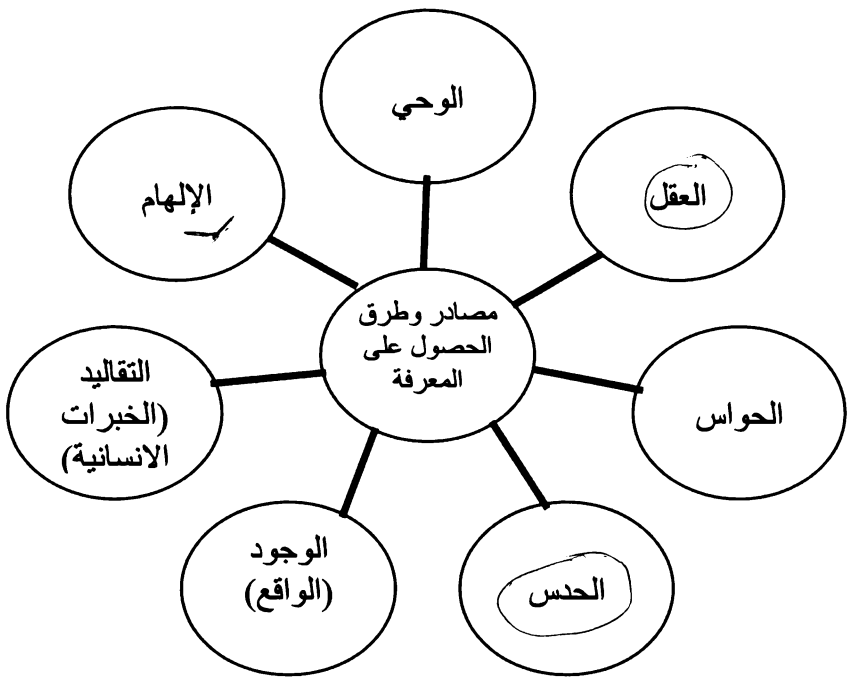 الوحي
العقل
الإلهام
مصادر وطرق
الحصول على
المعرفة
الحواس
التقاليد
(الخبرات
الانسانية)
الحدس
الوجود
(الواقع)